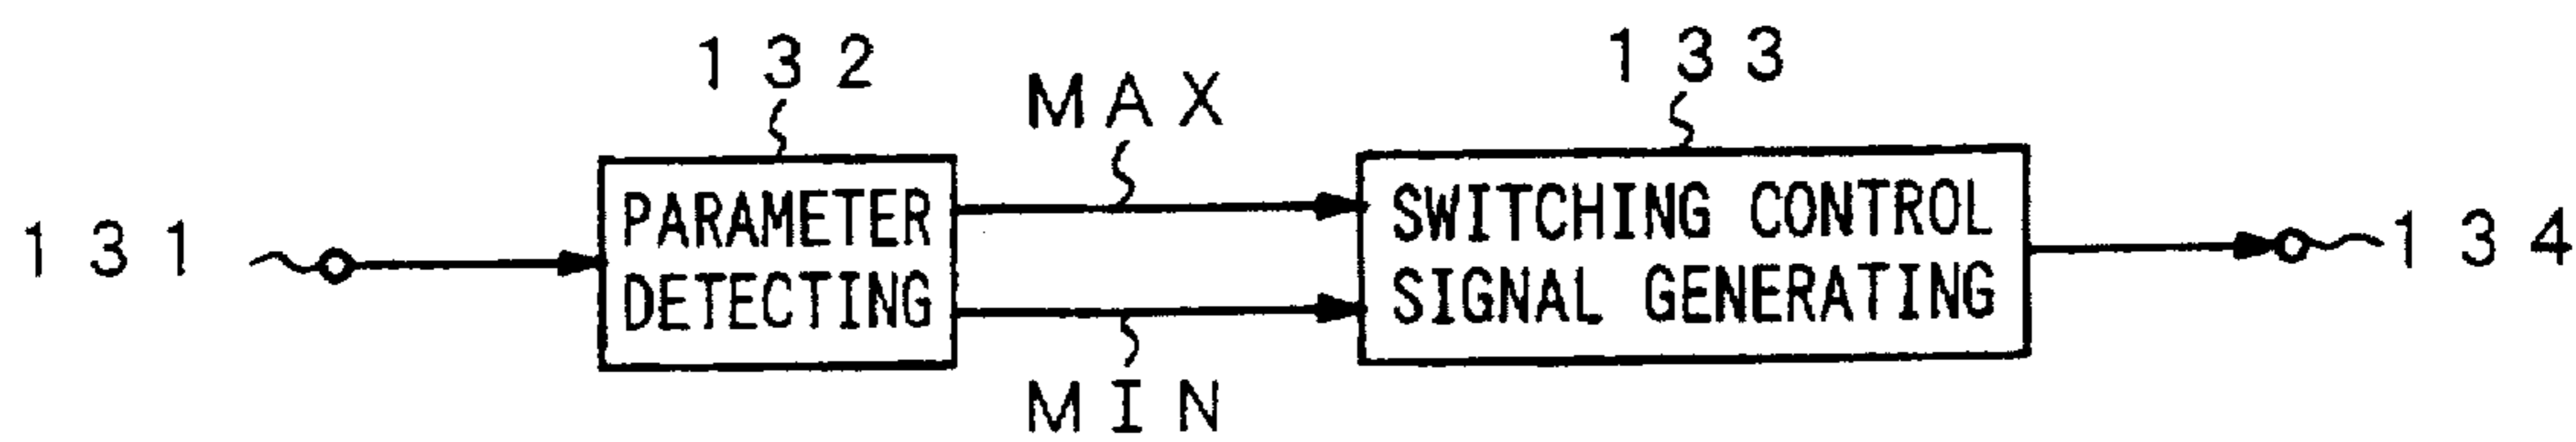 132
MAX
133
131
PARAMETER
DETECTING
SWITCHING CONTROL
SIGNAL GENERATING
134
MIN